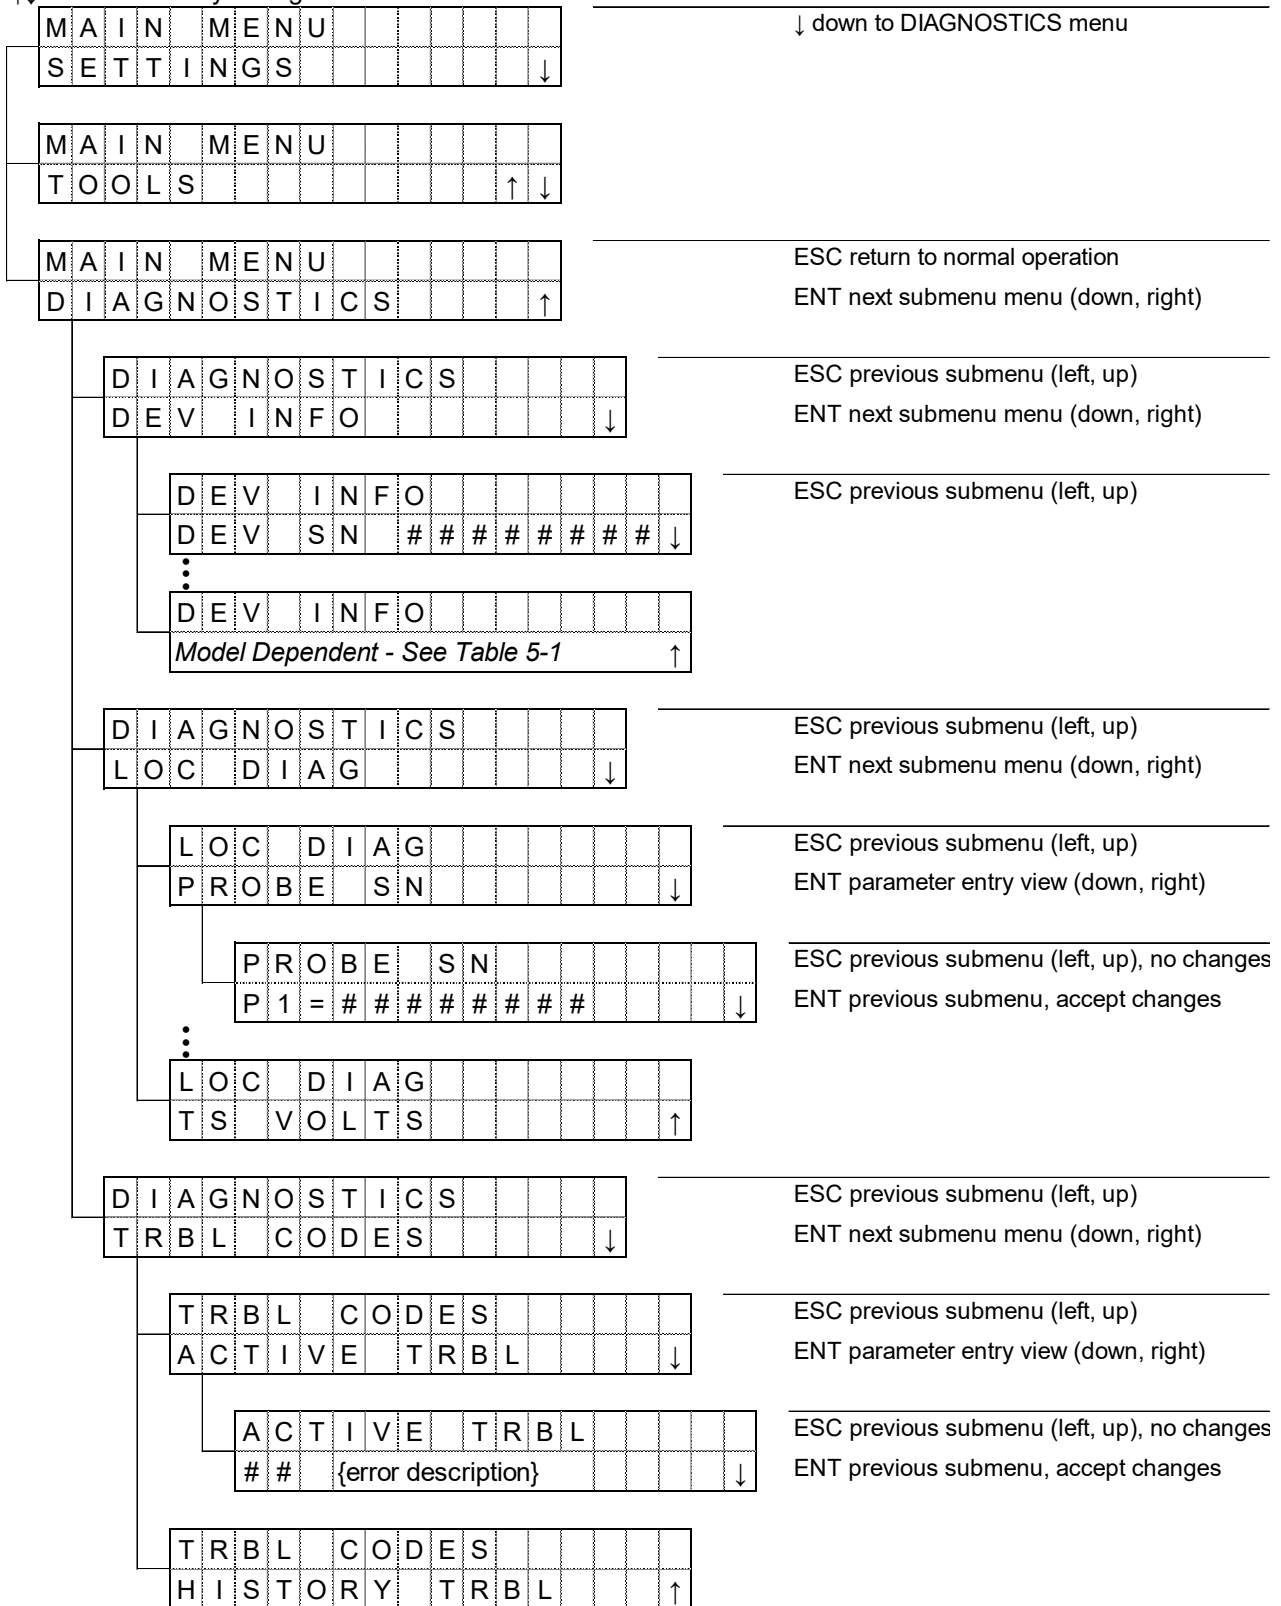 MAIN MENU
↓ down to DIAGNOSTICS menu
SETTINGS ↓
MAIN MENU
TOOLS ↑ ↓
MAIN MENU
ESC return to normal operation
DIAGNOSTICS ↑
ENT next submenu menu (down, right)
DIAGNOSTICS
ESC previous submenu (left, up)
DEV INFO ↓
ENT next submenu menu (down, right)
DEV INFO
ESC previous submenu (left, up)
DEV SN ######## ↓
DEV INFO
Model Dependent - See Table 5-1 ↑
DIAGNOSTICS
ESC previous submenu (left, up)
LOC DIAG ↓
ENT next submenu menu (down, right)
LOC DIAG
ESC previous submenu (left, up)
PROBE SN ↓
ENT parameter entry view (down, right)
PROBE SN
ESC previous submenu (left, up), no changes
P1=######## ↓
ENT previous submenu, accept changes
LOC DIAG
TS VOLTS ↑
DIAGNOSTICS
ESC previous submenu (left, up)
TRBL CODES ↓
ENT next submenu menu (down, right)
TRBL CODES
ESC previous submenu (left, up)
ACTIVE TRBL ↓
ENT parameter entry view (down, right)
ACTIVE TRBL
ESC previous submenu (left, up), no changes
## {error description} ↓
ENT previous submenu, accept changes
TRBL CODES
HISTORY TRBL ↑